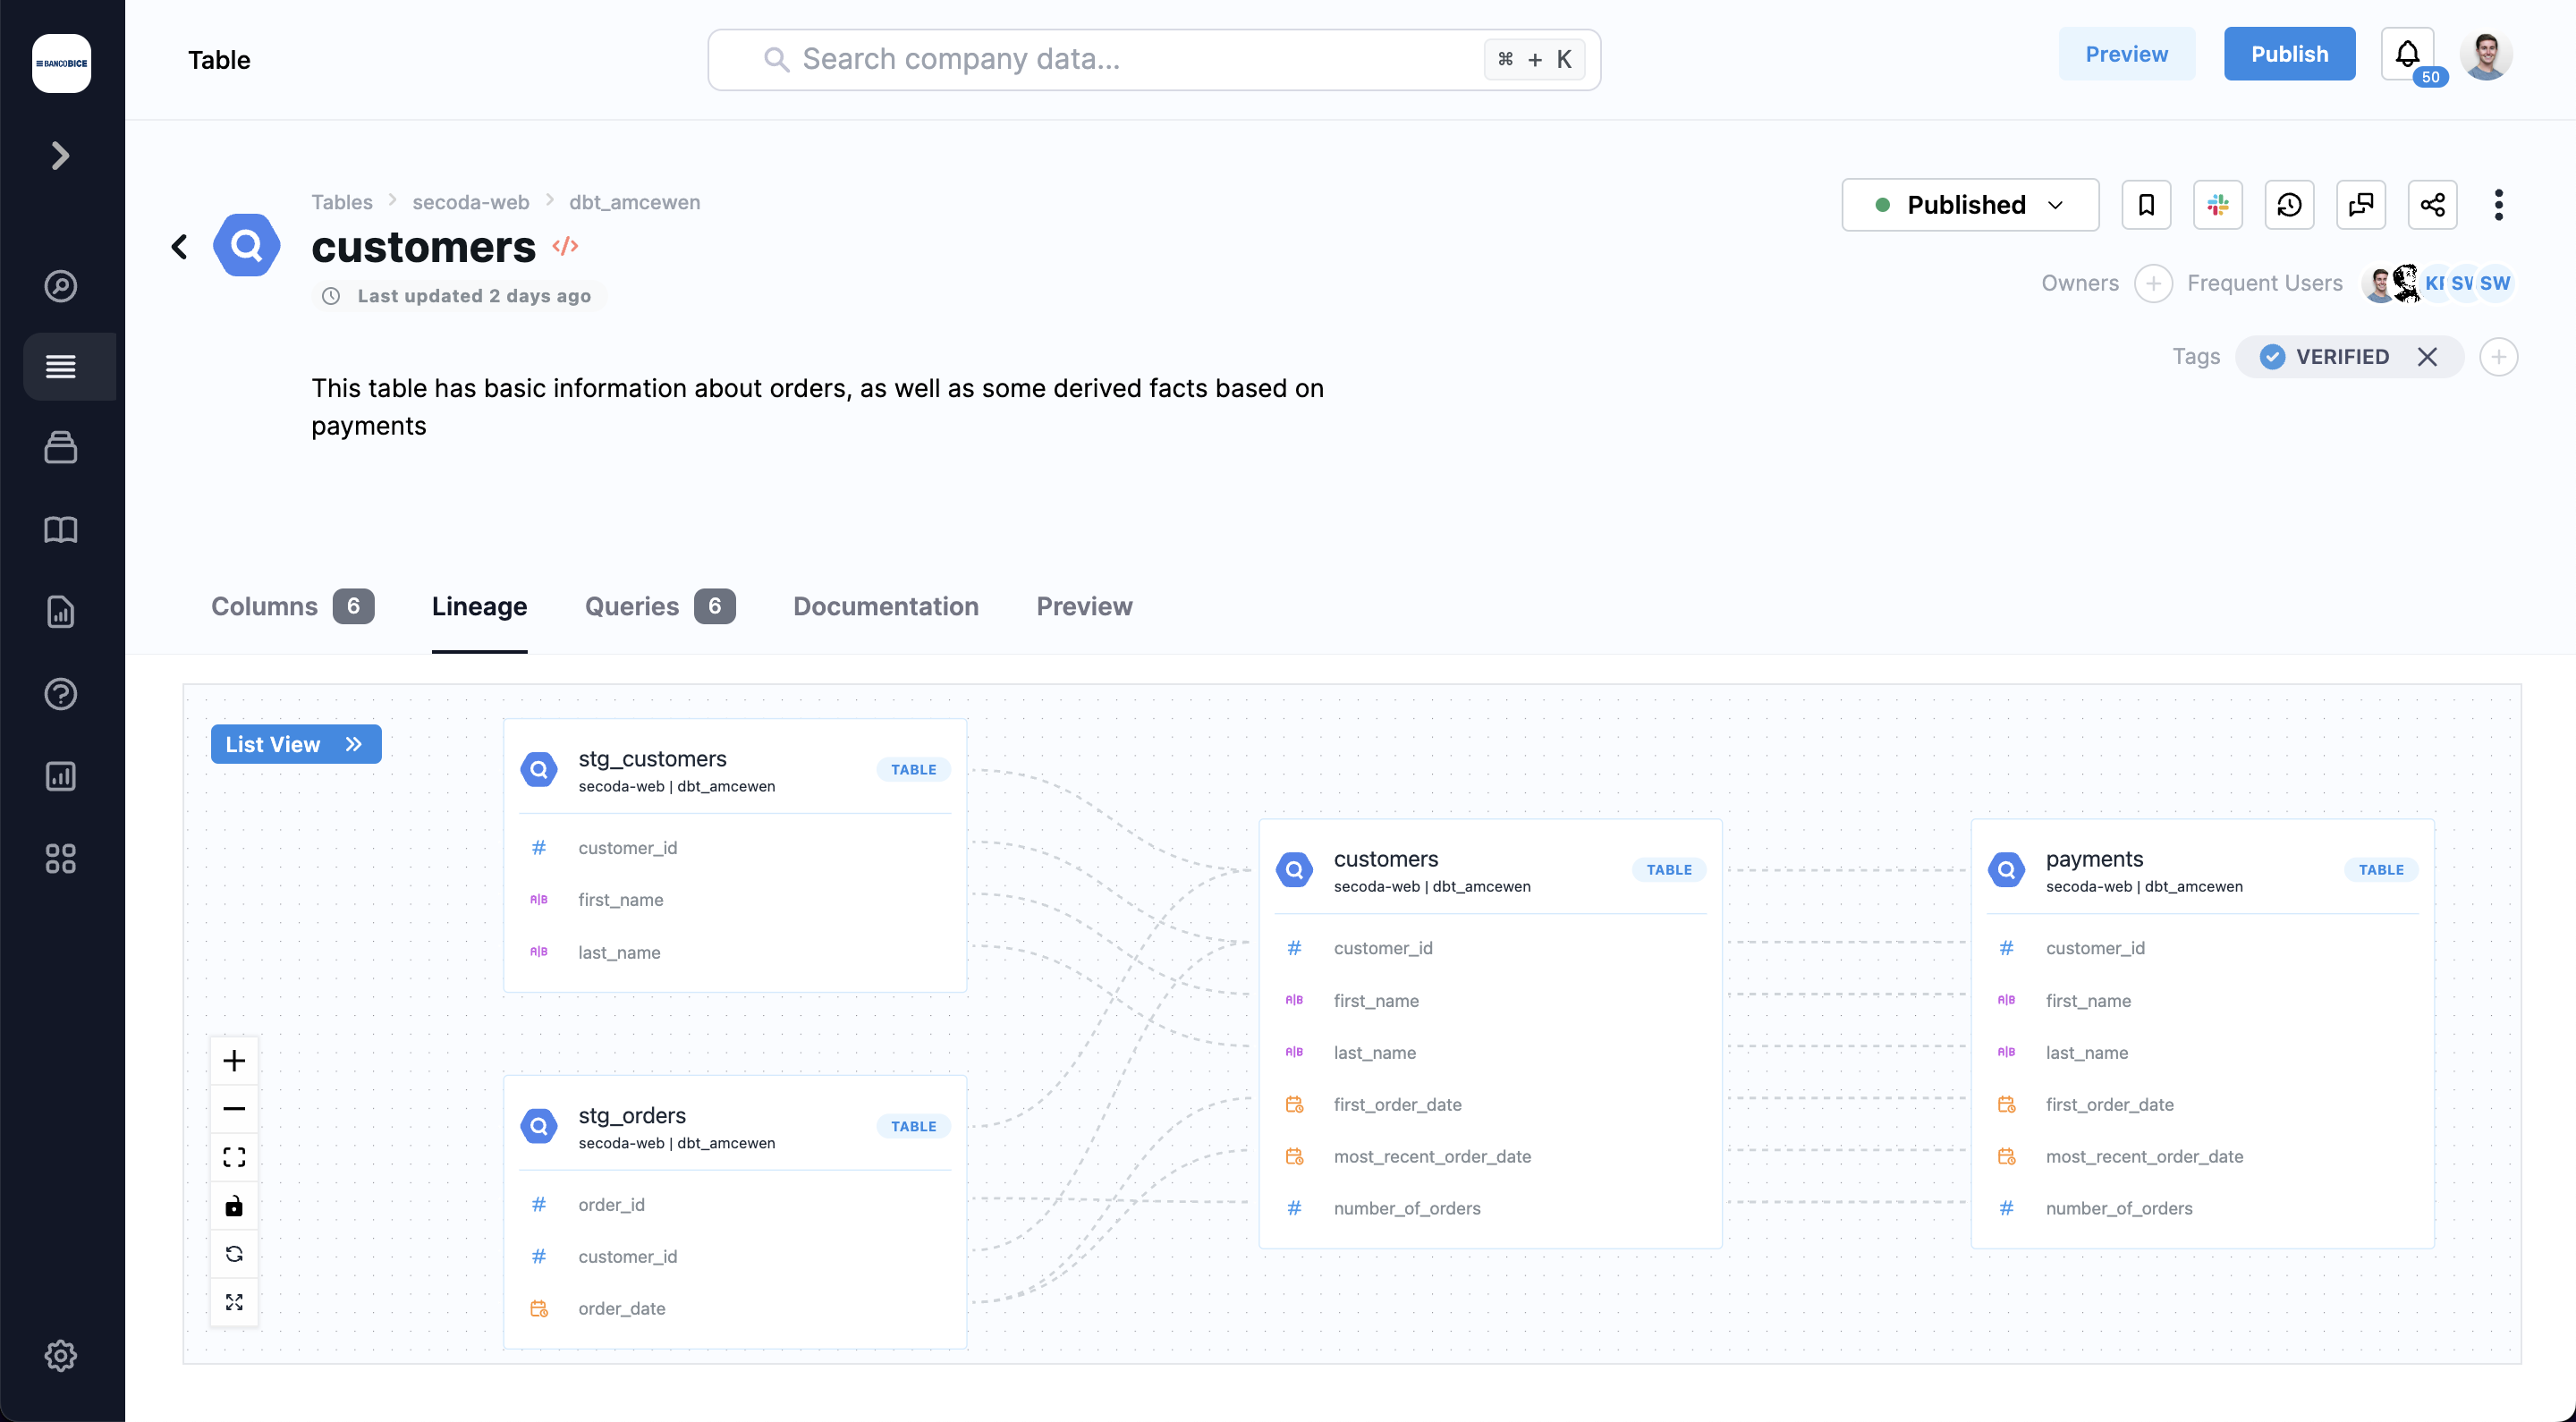 BANCOBICE
Table
Search company data...
⌘ + K
Preview
Publish
50
Tables
secoda-web
dbt_amcewen
customers </>
Last updated 2 days ago
Published
Owners
Frequent Users
SW
Tags
VERIFIED
This table has basic information about orders, as well as some derived facts based on
payments
Columns 6
Lineage
Queries 6
Documentation
Preview
List View
stg_customers
secoda-web | dbt_amcewen
TABLE
# customer_id
A|B first_name
A|B last_name
stg_orders
secoda-web | dbt_amcewen
TABLE
# order_id
# customer_id
order_date
customers
secoda-web | dbt_amcewen
TABLE
# customer_id
A|B first_name
A|B last_name
first_order_date
most_recent_order_date
# number_of_orders
payments
secoda-web | dbt_amcewen
TABLE
# customer_id
A|B first_name
A|B last_name
first_order_date
most_recent_order_date
# number_of_orders